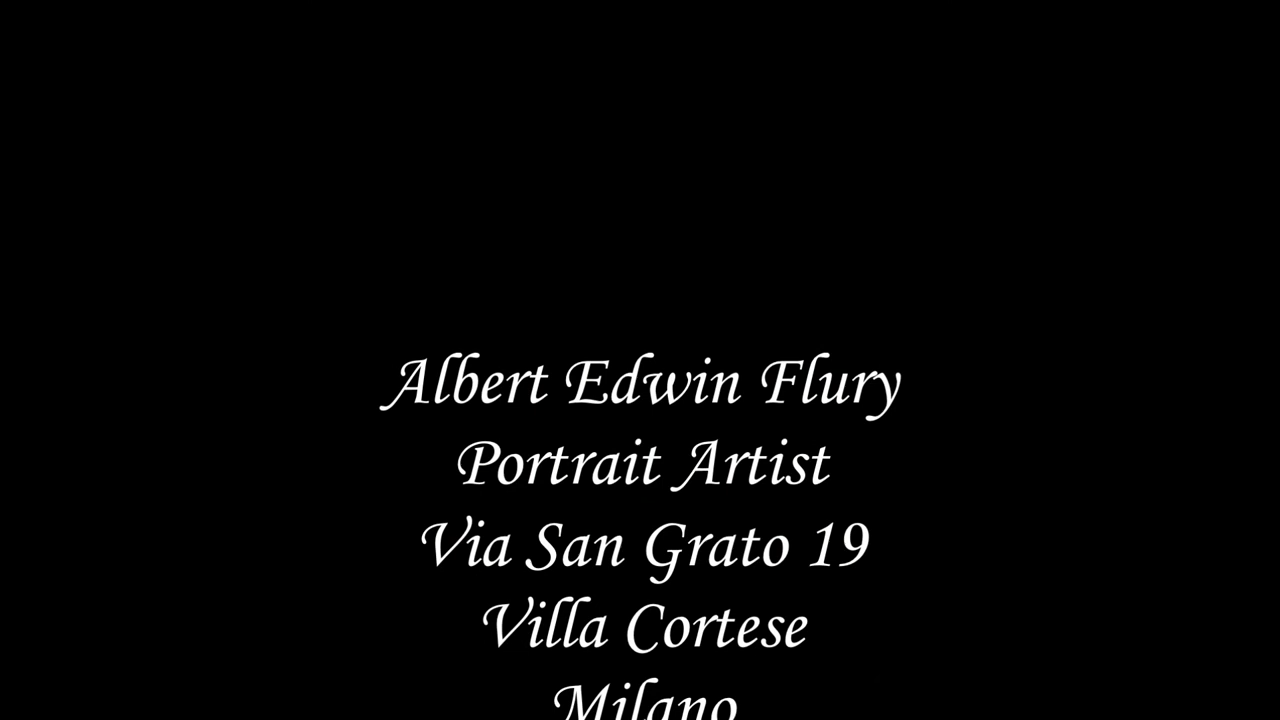 Albert Edwin Flury
Portrait Artist
Via San Grato 19
Villa Cortese
Milano